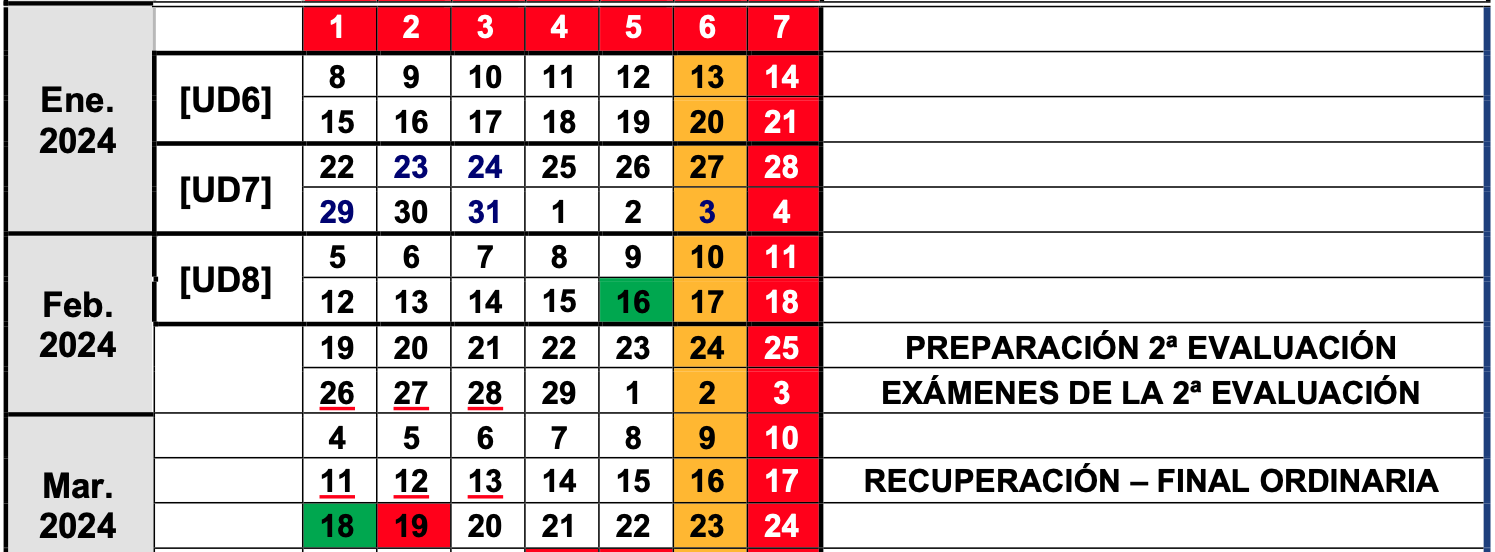 1 2 3 4 5 6 7
Ene. 2024
[UD6]
8 9 10 11 12 13 14
15 16 17 18 19 20 21
[UD7]
22 23 24 25 26 27 28
29 30 31 1 2 3 4
Feb. 2024
[UD8]
5 6 7 8 9 10 11
12 13 14 15 16 17 18
19 20 21 22 23 24 25 PREPARACIÓN 2ª EVALUACIÓN
26 27 28 29 1 2 3 EXÁMENES DE LA 2ª EVALUACIÓN
Mar. 2024
4 5 6 7 8 9 10
11 12 13 14 15 16 17 RECUPERACIÓN – FINAL ORDINARIA
18 19 20 21 22 23 24